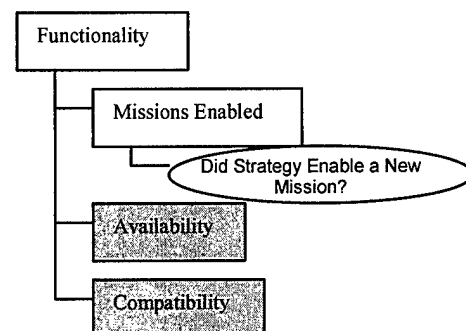 Functionality
Missions Enabled
Did Strategy Enable a New
Mission?
Availability
Compatibility